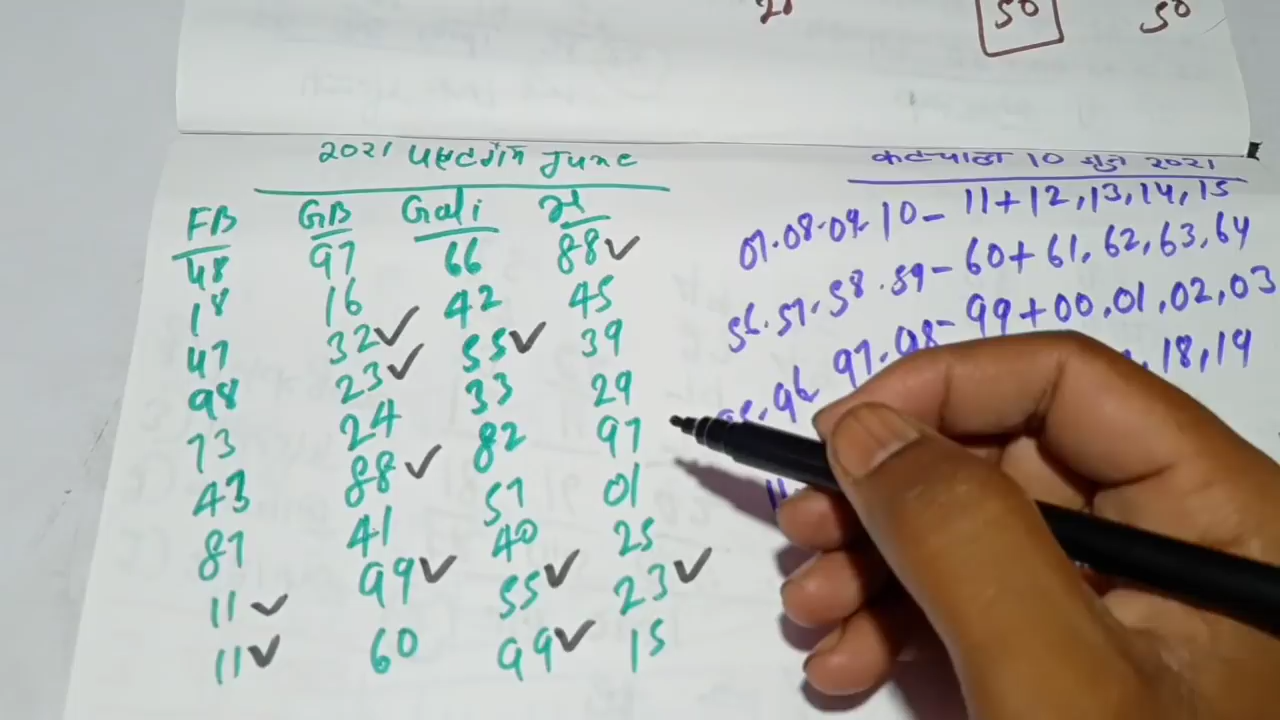 50 50
2021 June
FB GB Gali
48 97 66 88✓
18 16 42 45
47 32✓ 55✓ 39
98 23✓ 33 29
73 24 82 97
43 88✓ 57 01
87 41 40 25
11✓ 99✓ 55✓ 23✓
11✓ 60 99✓ 15
10 जून 2021
07.08.09 10- 11+12,13,14,15
56.57.58.59- 60+61,62,63,64
96 97.98- 99+00,01,02,03
18,19